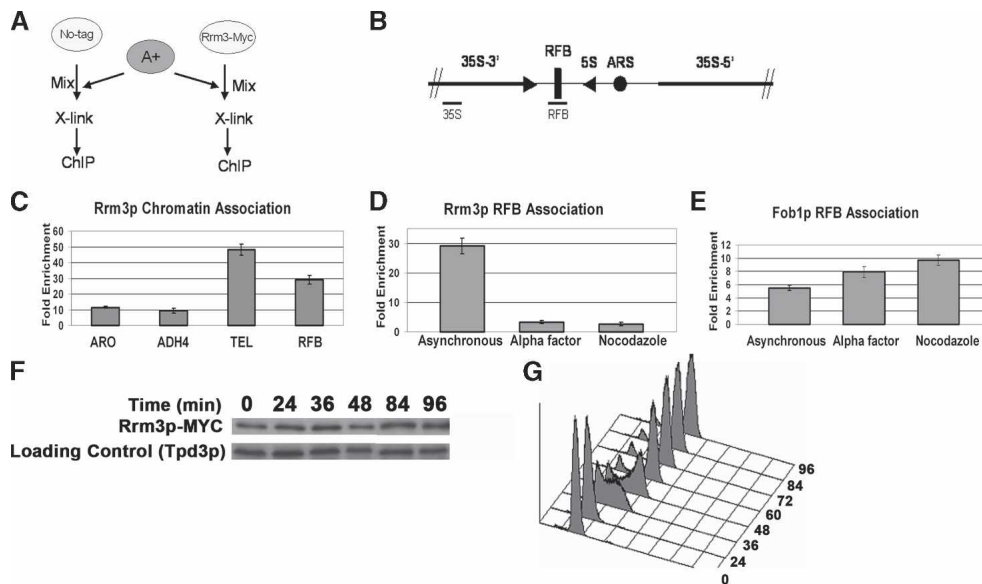 A
No-tag
Rrm3-Myc
A+
Mix
Mix
X-link
X-link
ChIP
ChIP
B
35S-3'
RFB
5S
ARS
35S-5'
35S
RFB
C
Rrm3p Chromatin Association
Fold Enrichment
60
50
40
30
20
10
0
ARO
ADH4
TEL
RFB
D
Rrm3p RFB Association
Fold Enrichment
30
20
10
0
Asynchronous
Alpha factor
Nocodazole
E
Fob1p RFB Association
Fold Enrichment
12
10
8
6
4
2
0
Asynchronous
Alpha factor
Nocodazole
F
Time (min) 0 24 36 48 84 96
Rrm3p-MYC
Loading Control (Tpd3p)
G
96
84
72
60
48
36
24
0